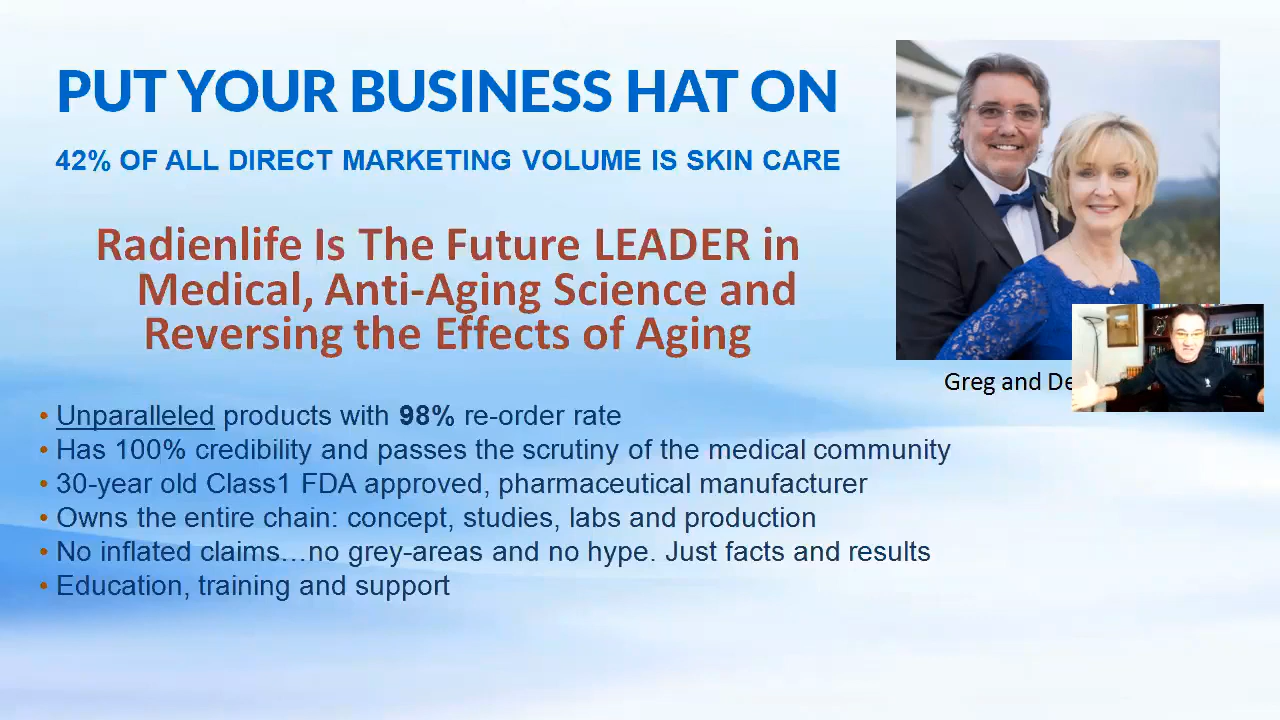 PUT YOUR BUSINESS HAT ON
42% OF ALL DIRECT MARKETING VOLUME IS SKIN CARE
Radienlife Is The Future LEADER in
Medical, Anti-Aging Science and
Reversing the Effects of Aging
Greg and De
• Unparalleled products with 98% re-order rate
• Has 100% credibility and passes the scrutiny of the medical community
• 30-year old Class1 FDA approved, pharmaceutical manufacturer
• Owns the entire chain: concept, studies, labs and production
• No inflated claims…no grey-areas and no hype. Just facts and results
• Education, training and support